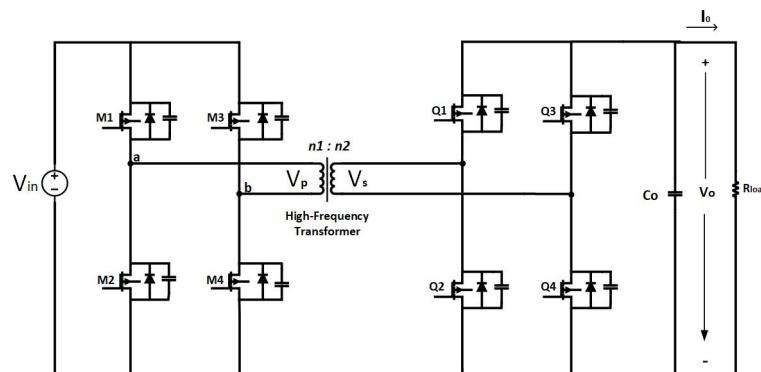 I₀
+
M1
M3
Q1
Q3
n1 : n2
a
Vin
+
-
Vp
Vs
b
Co
Vo
Rloa
High-Frequency
Transformer
M2
M4
Q2
Q4
-